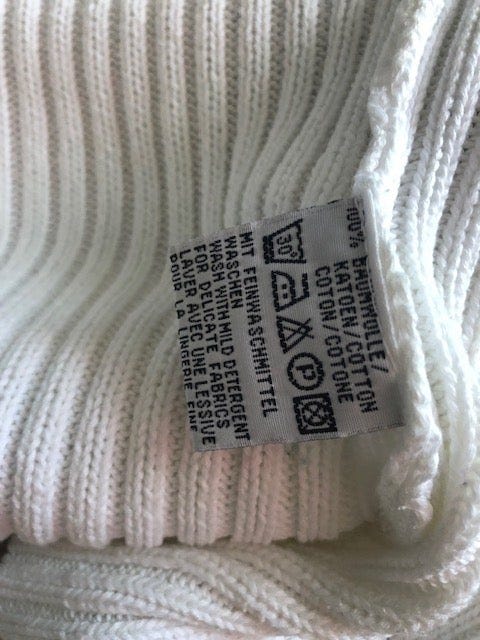 100% BAUMWOLLE/
KATOEN/COTTON
COTON/COTONE
30°
P
MIT FEINWASCHMITTEL
WASCHEN
WASH WITH MILD DETERGENT
FOR DELICATE FABRICS
LAVER AVEC UNE LESSIVE
POUR LA LINGERIE FINE